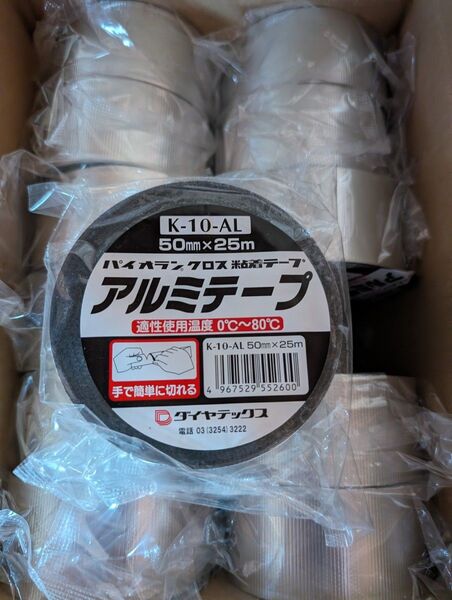 K-10-AL
50mm×25m
パイオラン クロス 粘着テープ
アルミテープ
適性使用温度 0℃〜80℃
K-10-AL 50mm×25m
手で簡単に切れる
4 967529 552600
ダイヤテックス
電話 03(3254)3222